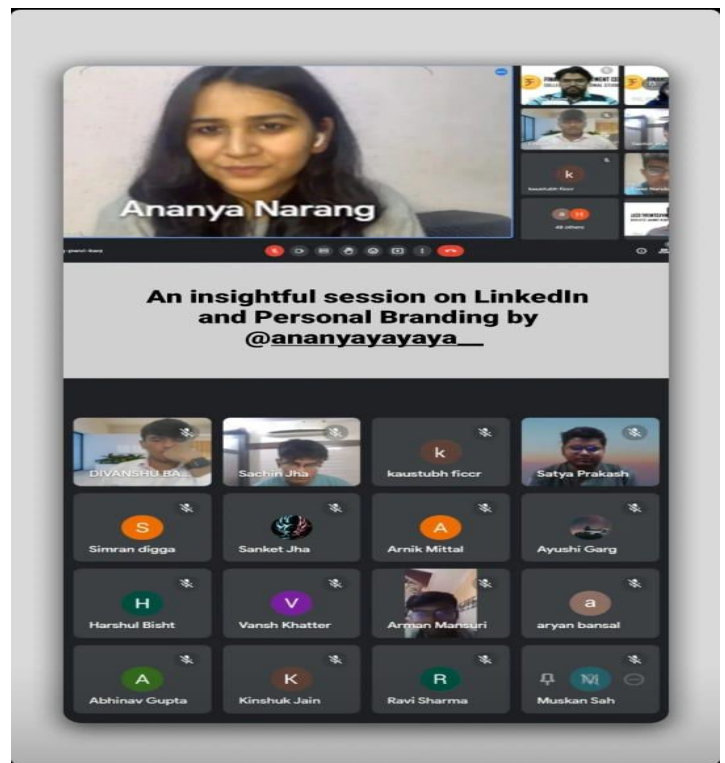 Ananya Narang
k
kaustubh ficcr
a H
48 others
An insightful session on LinkedIn
and Personal Branding by
@ananyayayaya__
DIVANSHU BA...
Sachin Jha
k
kaustubh ficcr
Satya Prakash
S
Simran digga
Sanket Jha
A
Arnik Mittal
Ayushi Garg
H
Harshul Bisht
V
Vansh Khatter
Arman Mansuri
a
aryan bansal
A
Abhinav Gupta
K
Kinshuk Jain
R
Ravi Sharma
Muskan Sah